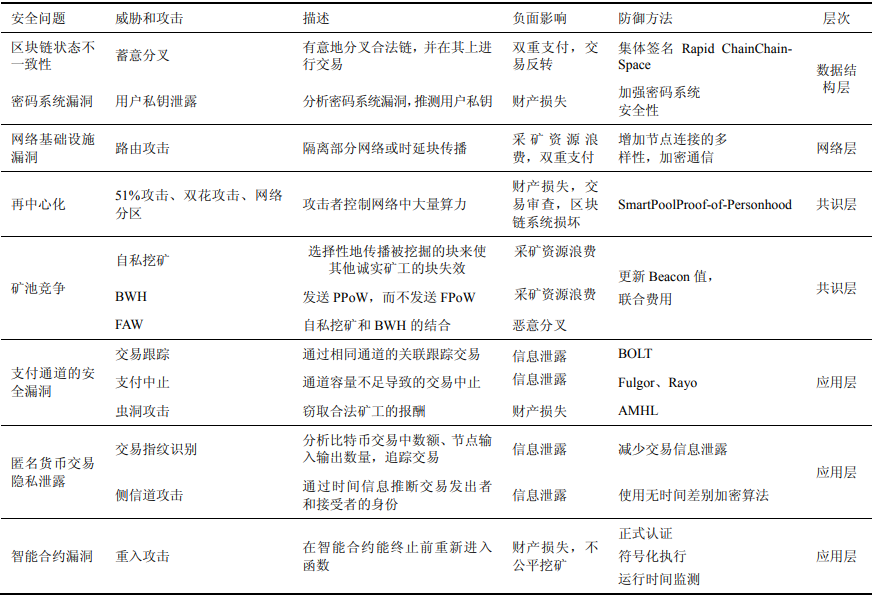 安全问题 威胁和攻击 描述 负面影响 防御方法 层次
区块链状态不
一致性
蓄意分叉
有意地分叉合法链，并在其上进
行交易
双重支付，交
易反转
集体签名 Rapid ChainChain-
Space
数据结
构层
密码系统漏洞 用户私钥泄露 分析密码系统漏洞，推测用户私钥 财产损失
加强密码系统
安全性
网络基础设施
漏洞
路由攻击
隔离部分网络或时延块传播
采矿资源浪
费，双重支付
增加节点连接的多
样性，加密通信
网络层
再中心化
51%攻击、双花攻击、网络
分区
攻击者控制网络中大量算力
财产损失，交
易审查，区块
链系统损坏
SmartPoolProof-of-Personhood
共识层
矿池竞争
自私挖矿
选择性地传播被挖掘的块来使
其他诚实矿工的块失效
采矿资源浪费
更新 Beacon 值，
联合费用
共识层
BWH 发送 PPoW，而不发送 FPoW 采矿资源浪费
FAW 自私挖矿和 BWH 的结合 恶意分叉
支付通道的安
全漏洞
交易跟踪 通过相同通道的关联跟踪交易 信息泄露 BOLT
支付中止 通道容量不足导致的交易中止 信息泄露 Fulgor、Rayo
应用层
虫洞攻击 窃取合法矿工的报酬 财产损失 AMHL
匿名货币交易
隐私泄露
交易指纹识别
分析比特币交易中数额、节点输
入输出数量，追踪交易
信息泄露 减少交易信息泄露
应用层
侧信道攻击
通过时间信息推断交易发出者
和接受者的身份
信息泄露 使用无时间差别加密算法
智能合约漏洞 重入攻击
在智能合约能终止前重新进入
函数
财产损失，不
公平挖矿
正式认证
符号化执行
运行时间监测
应用层